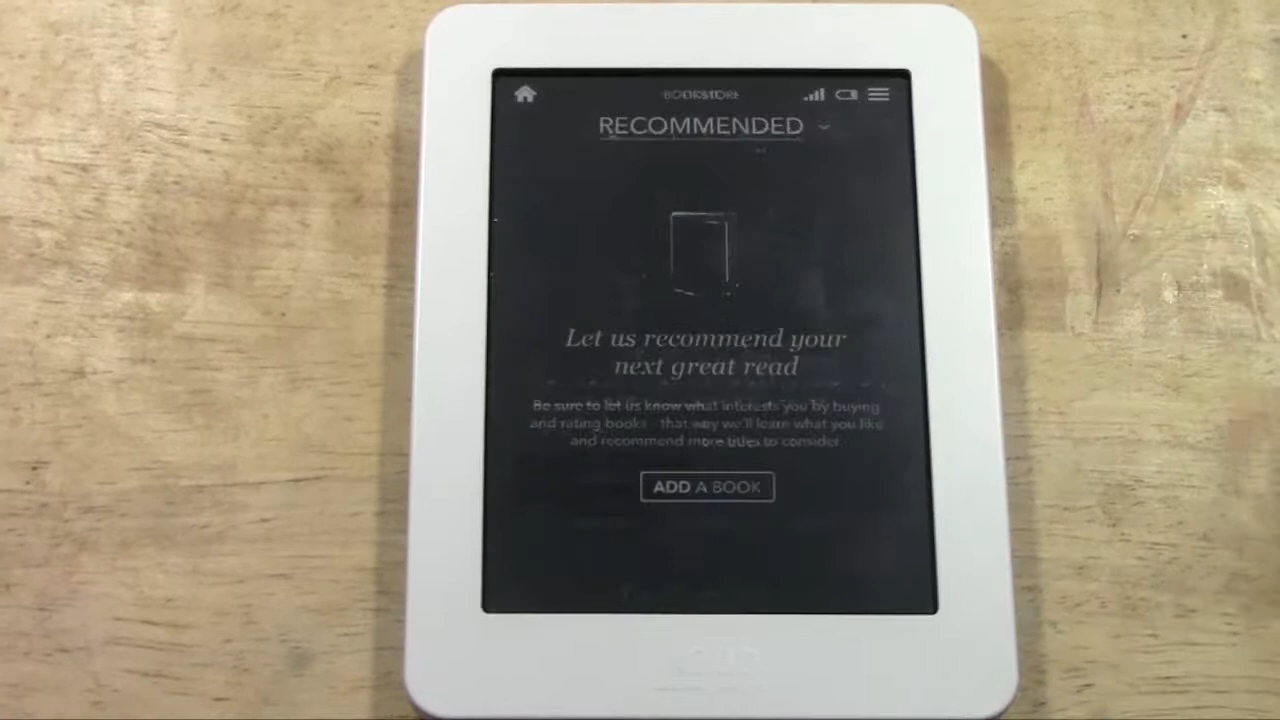 BOOKSTORE
RECOMMENDED
Let us recommend your
next great read
Be sure to let us know what interests you by buying
and rating books - that way we'll learn what you like
and recommend more titles to consider
ADD A BOOK